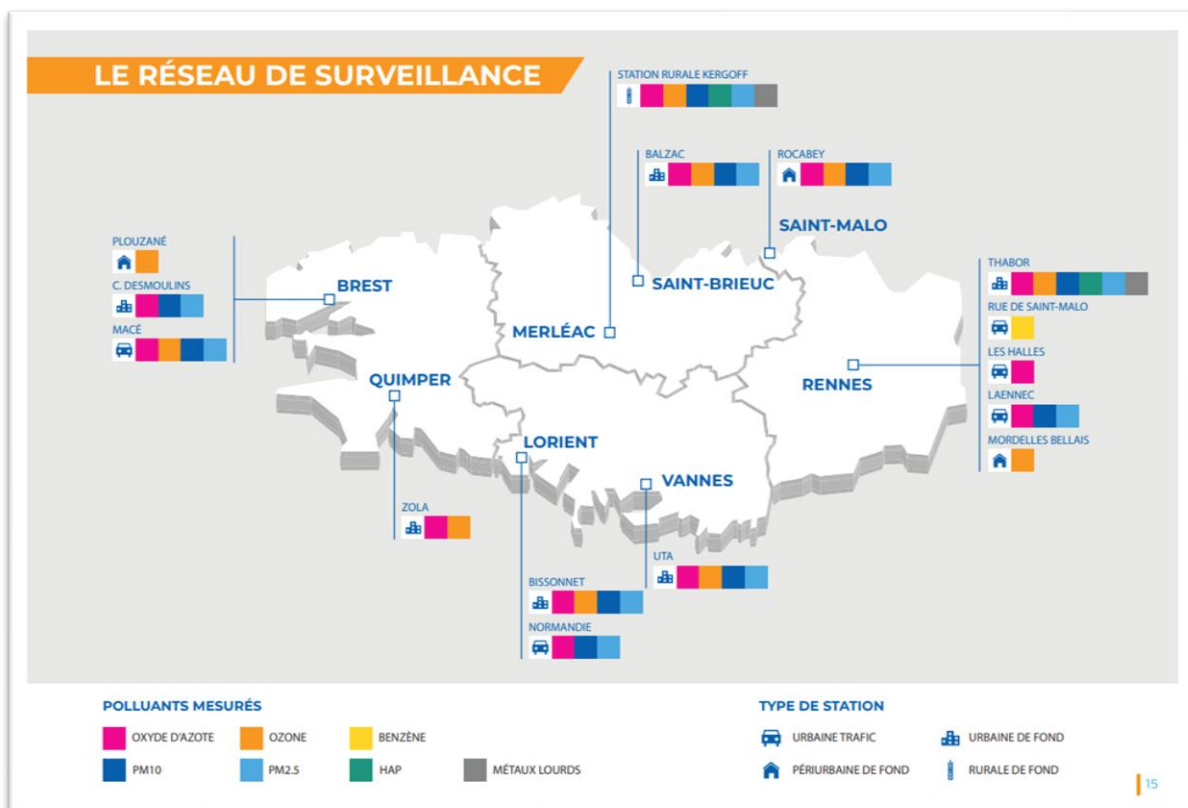 LE RÉSEAU DE SURVEILLANCE
STATION RURALE KERGOFF
BALZAC
ROCABEY
SAINT-MALO
PLOUZANÉ
C. DESMOULINS
MACÉ
BREST
SAINT-BRIEUC
MERLÉAC
THABOR
RUE DE SAINT-MALO
LES HALLES
LAENNEC
MORDELLES BELLAIS
RENNES
QUIMPER
LORIENT
VANNES
ZOLA
UTA
BISSONNET
NORMANDIE
POLLUANTS MESURÉS
OXYDE D'AZOTE
OZONE
BENZÈNE
PM10
PM2.5
HAP
MÉTAUX LOURDS
TYPE DE STATION
URBAINE TRAFIC
URBAINE DE FOND
PÉRIURBAINE DE FOND
RURALE DE FOND
15